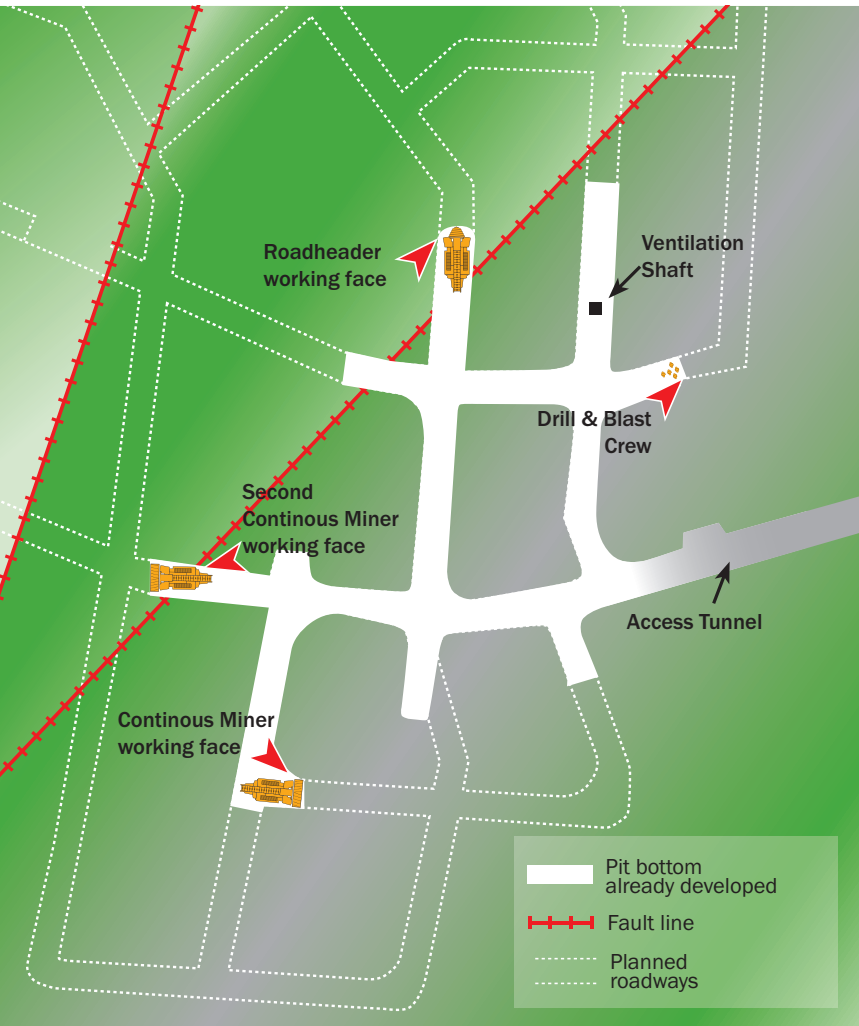 Ventilation
Shaft
Roadheader
working face
Drill & Blast
Crew
Second
Continous Miner
working face
Access Tunnel
Continous Miner
working face
Pit bottom
already developed
Fault line
Planned
roadways